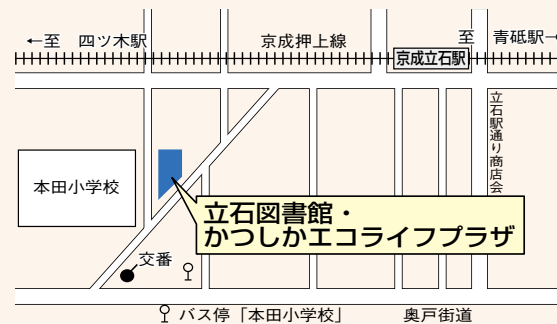 ←至 四ツ木駅
京成押上線
至 青砥駅→
京成立石駅
立石駅通り商店会
本田小学校
立石図書館・
かつしかエコライフプラザ
交番
バス停「本田小学校」
奥戸街道